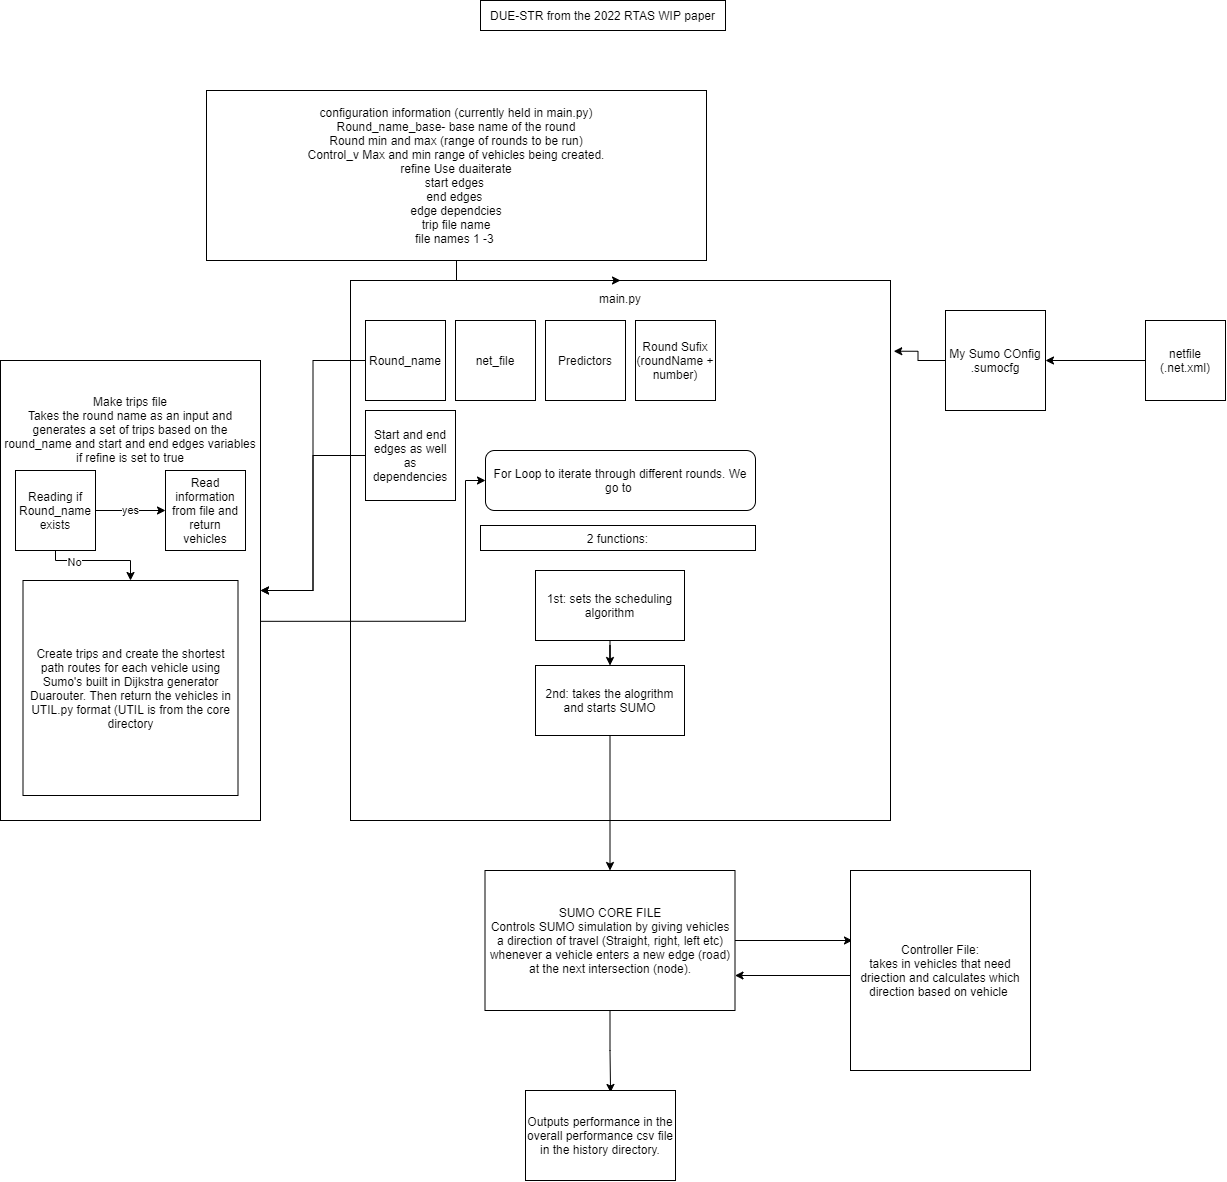 DUE-STR from the 2022 RTAS WIP paper
configuration information (currently held in main.py)
Round_name_base- base name of the round
Round min and max (range of rounds to be run)
Control_v Max and min range of vehicles being created.
refine Use duaiterate
start edges
end edges
edge dependcies
trip file name
file names 1 -3
main.py
Round_name
net_file
Predictors
Round Sufix
(roundName +
number)
My Sumo COnfig
.sumocfg
netfile
(.net.xml)
Start and end
edges as well
as
dependencies
Make trips file
Takes the round name as an input and
generates a set of trips based on the
round_name and start and end edges variables
if refine is set to true
Reading if
Round_name
exists
yes
Read
information
from file and
return
vehicles
No
Create trips and create the shortest
path routes for each vehicle using
Sumo's built in Dijkstra generator
Duarouter. Then return the vehicles in
UTIL.py format (UTIL is from the core
directory
For Loop to iterate through different rounds. We
go to
2 functions:
1st: sets the scheduling
algorithm
2nd: takes the alogrithm
and starts SUMO
SUMO CORE FILE
Controls SUMO simulation by giving vehicles
a direction of travel (Straight, right, left etc)
whenever a vehicle enters a new edge (road)
at the next intersection (node).
Controller File:
takes in vehicles that need
driection and calculates which
direction based on vehicle
Outputs performance in the
overall performance csv file
in the history directory.